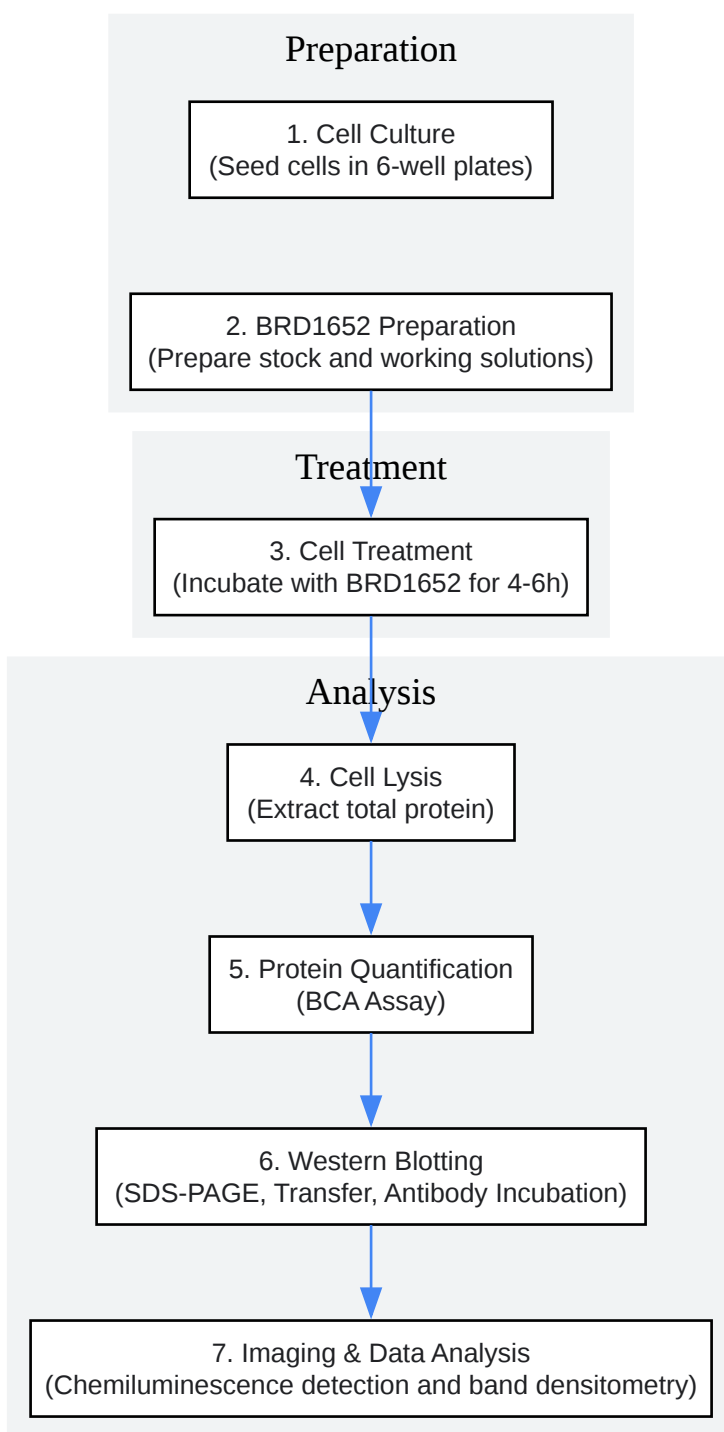 Preparation
1. Cell Culture
(Seed cells in 6-well plates)
2. BRD1652 Preparation
(Prepare stock and working solutions)
Treatment
3. Cell Treatment
(Incubate with BRD1652 for 4-6h)
Analysis
4. Cell Lysis
(Extract total protein)
5. Protein Quantification
(BCA Assay)
6. Western Blotting
(SDS-PAGE, Transfer, Antibody Incubation)
7. Imaging & Data Analysis
(Chemiluminescence detection and band densitometry)